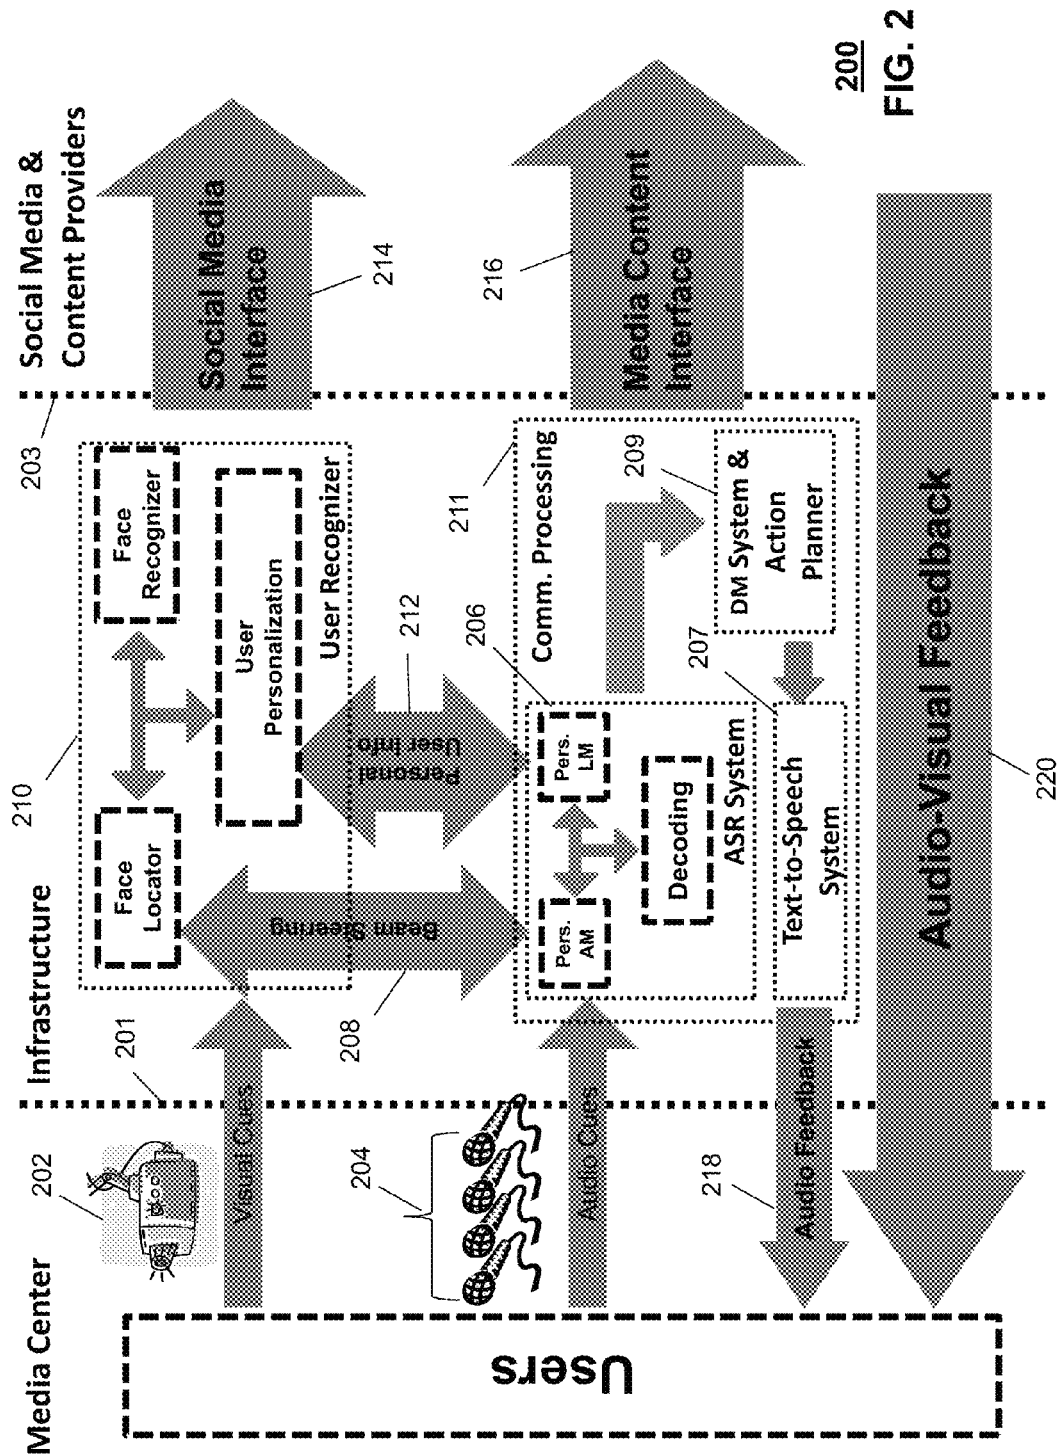 Media Center
Infrastructure
Social Media &
Content Providers
202
201
210
203
Face
Locator
Face
Recognizer
User
Personalization
User Recognizer
Social Media
Interface
214
Visual Cues
Beam Steering
208
Personal
User info
212
204
206
211
216
Comm. Processing
Pers.
AM
Pers.
LM
Decoding
ASR System
209
DM System &
Action
Planner
207
Text-to-Speech
System
Media Content
Interface
Audio Cues
218
Audio Feedback
Audio-Visual Feedback
220
Users
200
FIG. 2